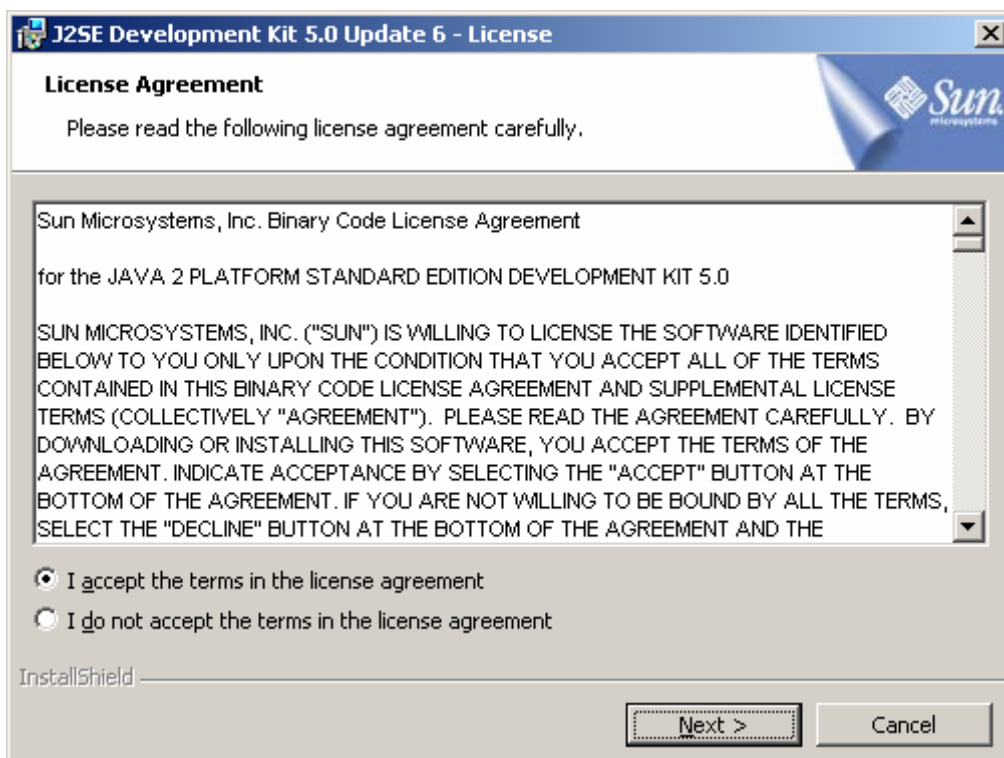 J2SE Development Kit 5.0 Update 6 - License
License Agreement
Please read the following license agreement carefully.
Sun
microsystems
Sun Microsystems, Inc. Binary Code License Agreement
for the JAVA 2 PLATFORM STANDARD EDITION DEVELOPMENT KIT 5.0
SUN MICROSYSTEMS, INC. ("SUN") IS WILLING TO LICENSE THE SOFTWARE IDENTIFIED
BELOW TO YOU ONLY UPON THE CONDITION THAT YOU ACCEPT ALL OF THE TERMS
CONTAINED IN THIS BINARY CODE LICENSE AGREEMENT AND SUPPLEMENTAL LICENSE
TERMS (COLLECTIVELY "AGREEMENT").  PLEASE READ THE AGREEMENT CAREFULLY.  BY
DOWNLOADING OR INSTALLING THIS SOFTWARE, YOU ACCEPT THE TERMS OF THE
AGREEMENT. INDICATE ACCEPTANCE BY SELECTING THE "ACCEPT" BUTTON AT THE
BOTTOM OF THE AGREEMENT. IF YOU ARE NOT WILLING TO BE BOUND BY ALL THE TERMS,
SELECT THE "DECLINE" BUTTON AT THE BOTTOM OF THE AGREEMENT AND THE
I accept the terms in the license agreement
I do not accept the terms in the license agreement
InstallShield
Next >
Cancel